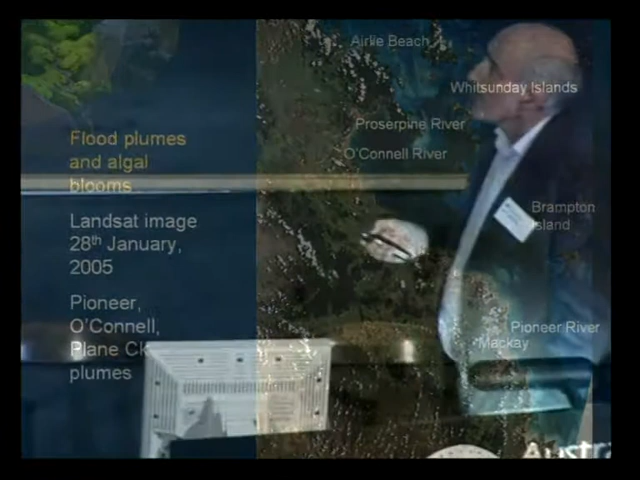 Flood plumes
and algal
blooms
Landsat image
28th January,
2005
Pioneer,
O'Connell,
Plane Ck
plumes
Airlie Beach
Whitsunday Islands
Proserpine River
O'Connell River
Brampton
Island
Pioneer River
Mackay